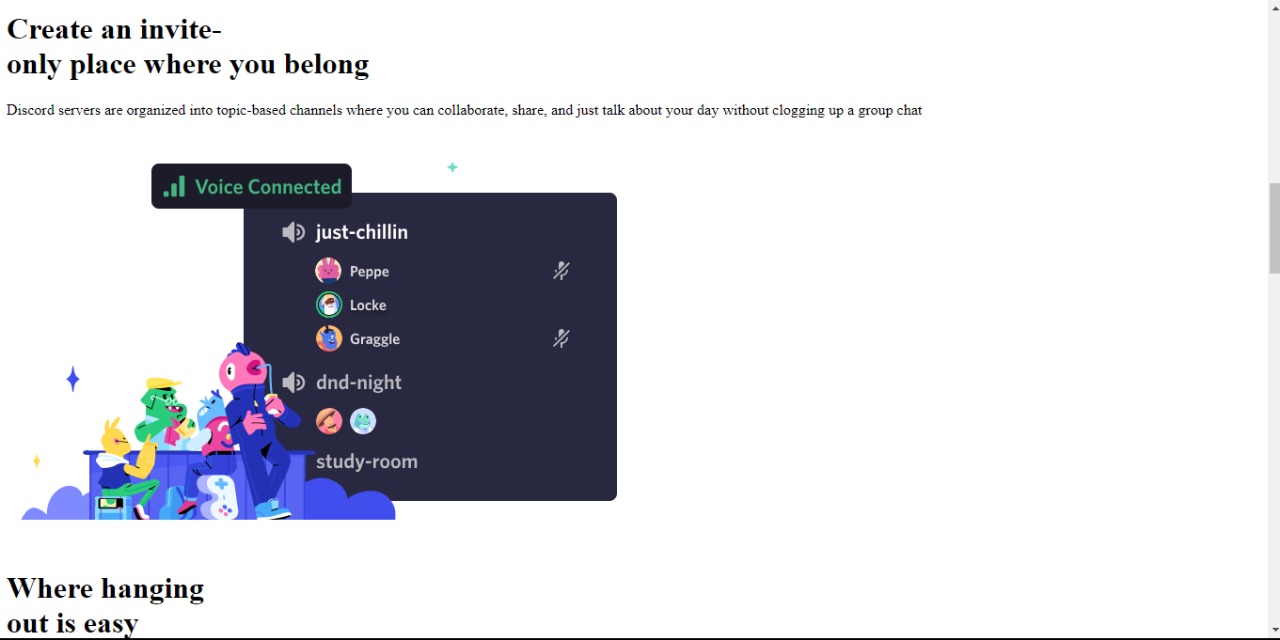 Create an invite-
only place where you belong
Discord servers are organized into topic-based channels where you can collaborate, share, and just talk about your day without clogging up a group chat
Voice Connected
just-chillin
Peppe
Locke
Graggle
dnd-night
study-room
Where hanging
out is easy